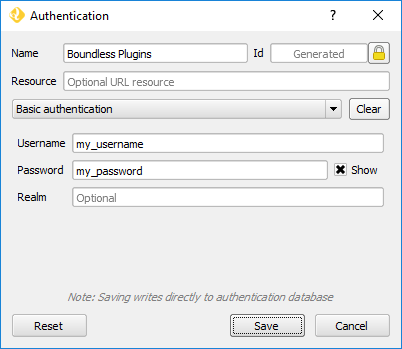 Authentication ?
Name Boundless Plugins Id Generated
Resource Optional URL resource
Basic authentication Clear
Username my_username
Password my_password Show
Realm Optional
Note: Saving writes directly to authentication database
Reset Save Cancel